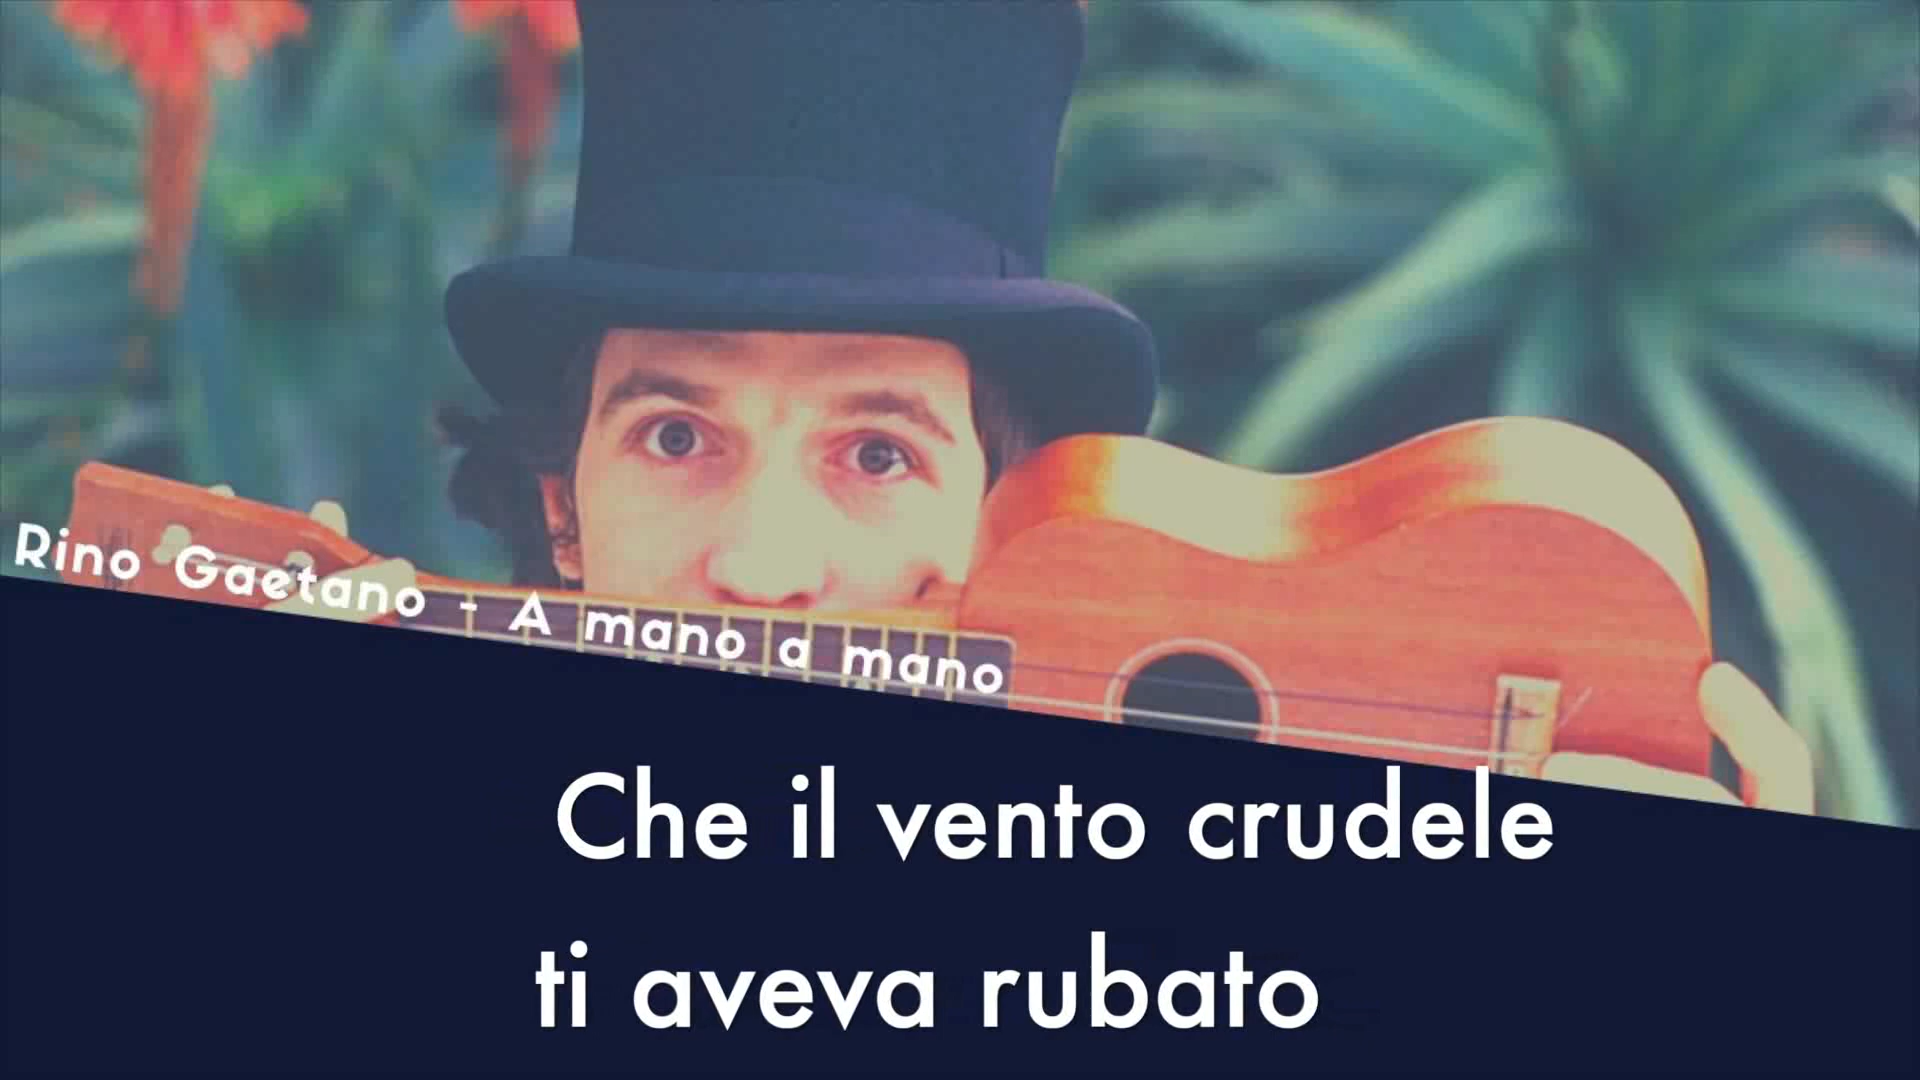 Rino Gaetano - A mano a mano
Che il vento crudele
ti aveva rubato